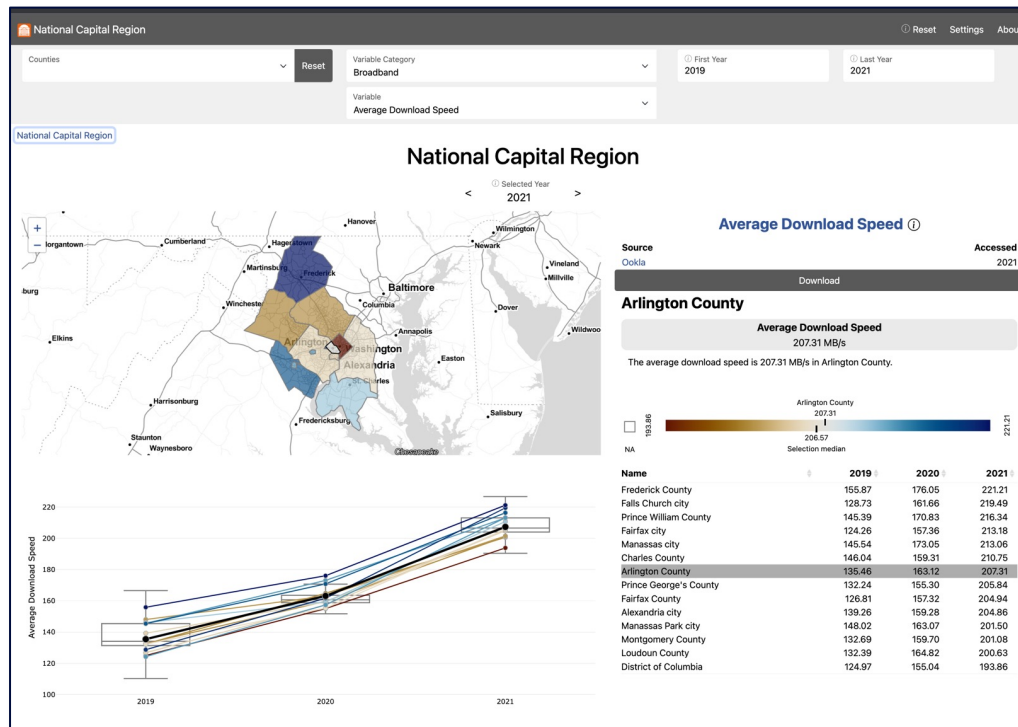 National Capital Region
Reset Settings Abou
Counties
Reset
Variable Category
Broadband
First Year
2019
Last Year
2021
Variable
Average Download Speed
National Capital Region
National Capital Region
Selected Year
< 2021 >
+
−
Hanover
Wilmington
Newark
lorgantown
Cumberland
Hagerstown
Martinsburg
Frederick
Vineland
Millville
burg
Baltimore
Winchester
Columbia
Dover
Elkins
Annapolis
Wildwoo
Arlington
Washington
Easton
Alexandria
St. Charles
Harrisonburg
Salisbury
Fredericksburg
Staunton
Waynesboro
Chesapeake
Average Download Speed
Source Accessed
Ookla 2021
Download
Arlington County
Average Download Speed
207.31 MB/s
The average download speed is 207.31 MB/s in Arlington County.
Arlington County
207.31
NA
193.86
221.21
206.57
Selection median
Name 2019 2020 2021
Frederick County 155.87 176.05 221.21
Falls Church city 128.73 161.66 219.49
Prince William County 145.39 170.83 216.34
Fairfax city 124.26 157.36 213.18
Manassas city 145.54 173.05 213.06
Charles County 146.04 159.31 210.75
Arlington County 135.46 163.12 207.31
Prince George's County 132.24 155.30 205.84
Fairfax County 126.81 157.32 204.94
Alexandria city 139.26 159.28 204.86
Manassas Park city 148.02 163.07 201.50
Montgomery County 132.69 159.70 201.08
Loudoun County 132.39 164.82 200.63
District of Columbia 124.97 155.04 193.86
Average Download Speed
220
200
180
160
140
120
100
2019 2020 2021